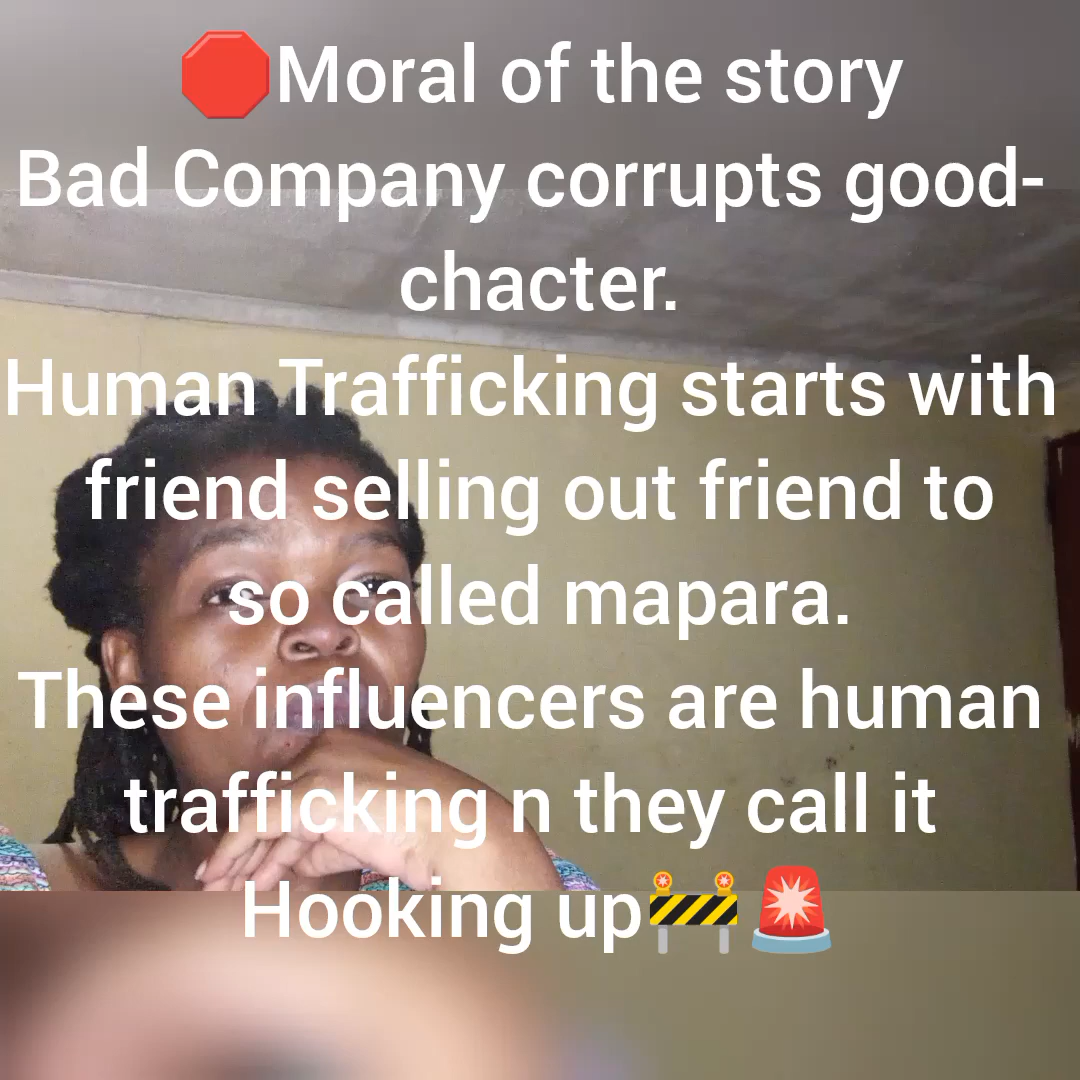 🛑Moral of the story
Bad Company corrupts good-
chacter.
Human Trafficking starts with
friend selling out friend to
so called mapara.
These influencers are human
trafficking n they call it
Hooking up🚧🚨